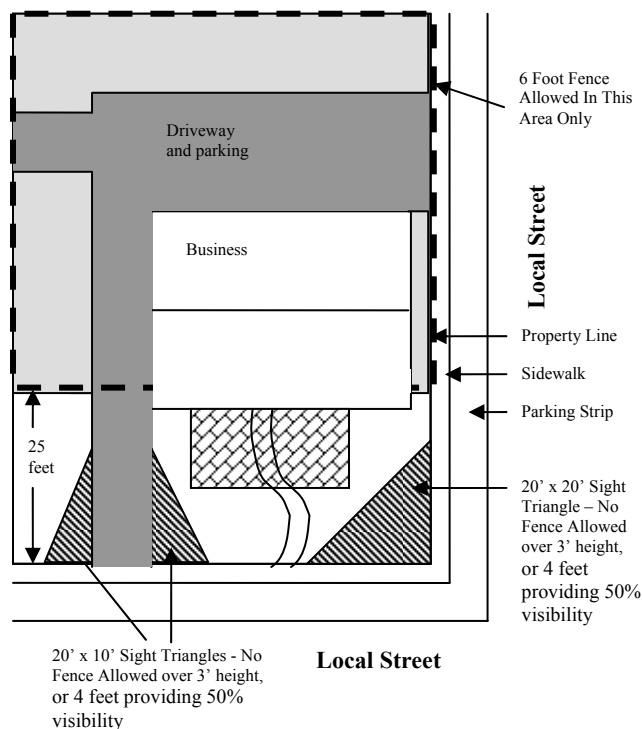 6 Foot Fence
Allowed In This
Area Only
Driveway
and parking
Local Street
Business
Property Line
Sidewalk
Parking Strip
25
feet
20’ x 20’ Sight
Triangle – No
Fence Allowed
over 3’ height,
or 4 feet
providing 50%
visibility
20’ x 10’ Sight Triangles - No
Fence Allowed over 3’ height,
or 4 feet providing 50%
visibility
Local Street